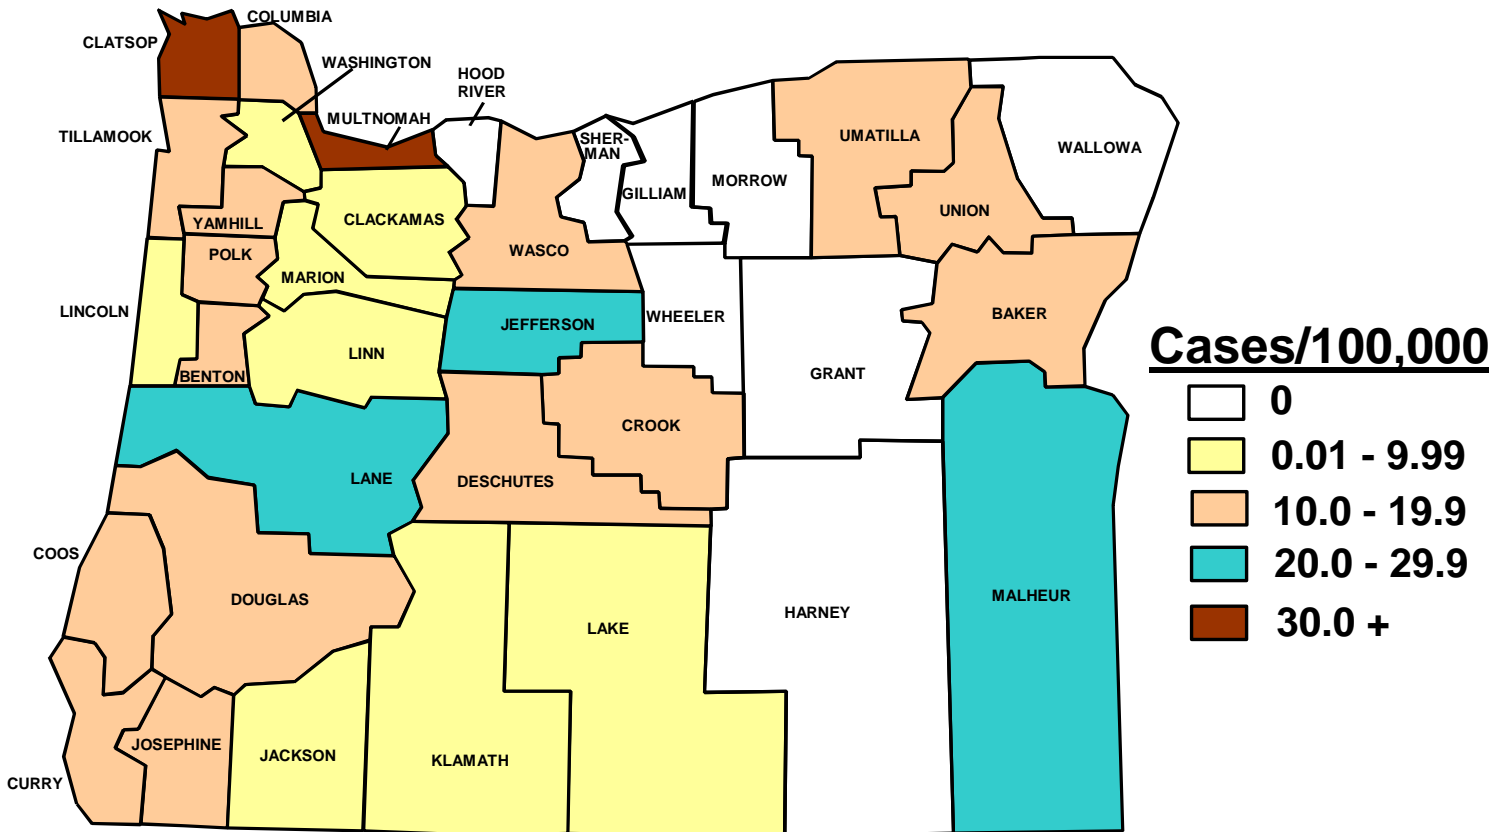 COLUMBIA
CLATSOP
WASHINGTON
HOOD
RIVER
MULTNOMAH
TILLAMOOK
SHER-
MAN
UMATILLA
WALLOWA
MORROW
GILLIAM
UNION
YAMHILL
CLACKAMAS
WASCO
POLK
MARION
LINCOLN
JEFFERSON
WHEELER
BAKER
LINN
BENTON
GRANT
CROOK
LANE
DESCHUTES
COOS
DOUGLAS
LAKE
HARNEY
MALHEUR
JOSEPHINE
JACKSON
KLAMATH
CURRY
Cases/100,000
0
0.01 - 9.99
10.0 - 19.9
20.0 - 29.9
30.0 +